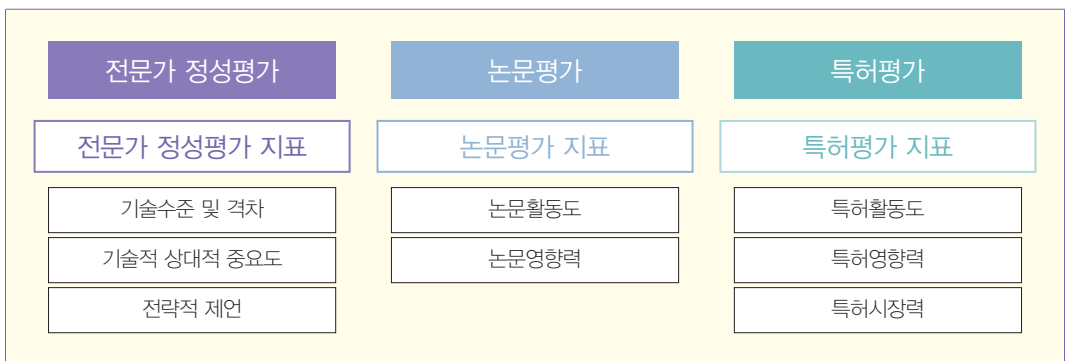 전문가 정성평가
전문가 정성평가 지표
기술수준 및 격차
기술적 상대적 중요도
전략적 제언
논문평가
논문평가 지표
논문활동도
논문영향력
특허평가
특허평가 지표
특허활동도
특허영향력
특허시장력